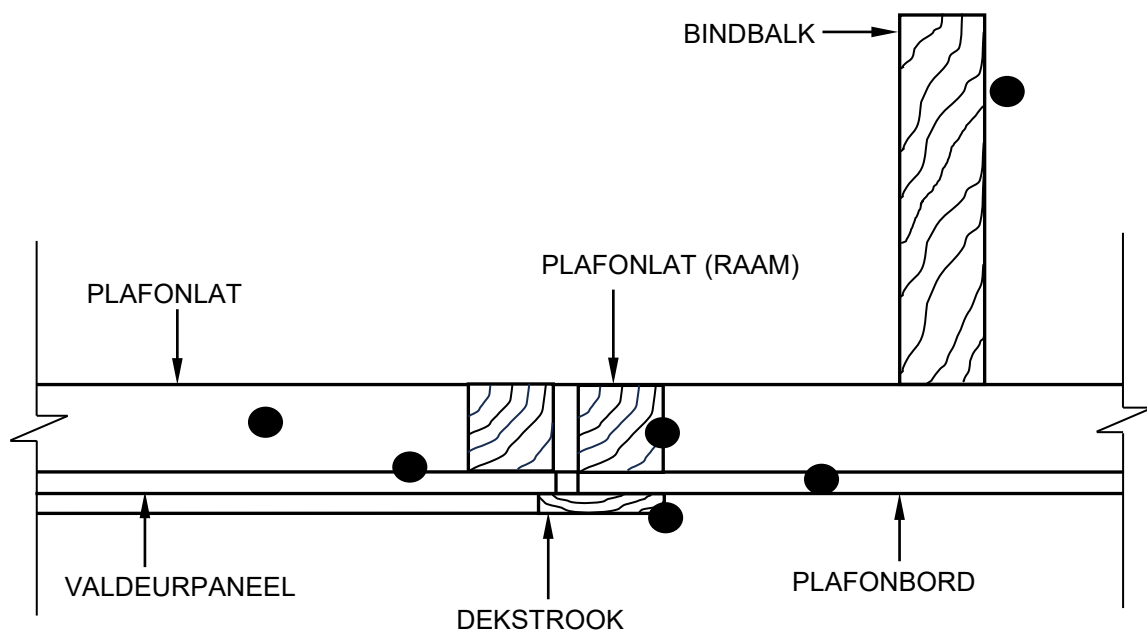 BINDBALK
PLAFONLAT (RAAM)
PLAFONLAT
VALDEURPANEEL
PLAFONBORD
DEKSTROOK